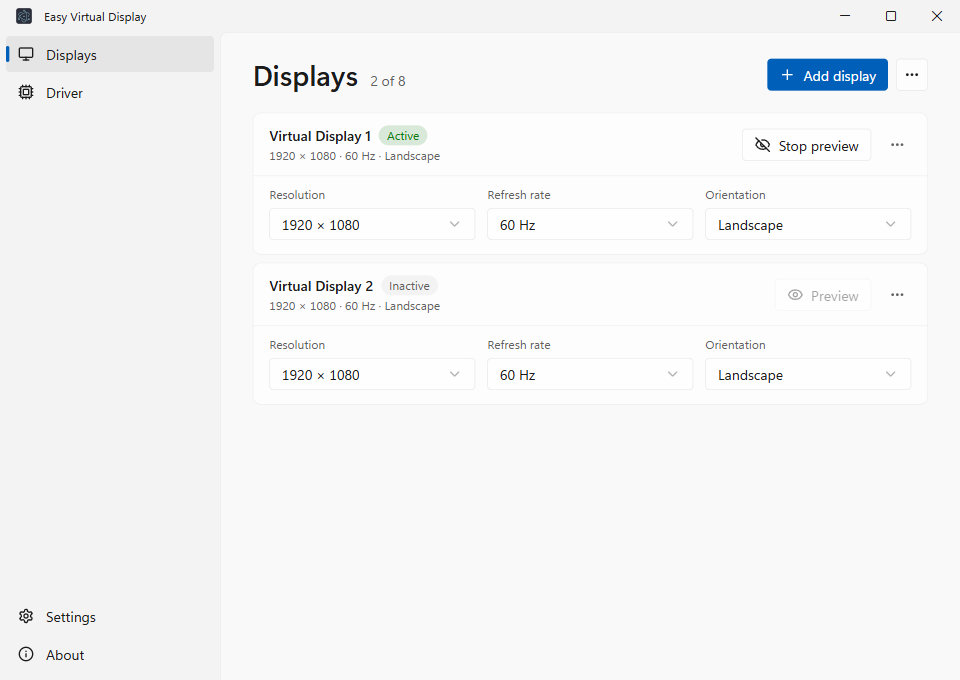 Easy Virtual Display
Displays
Driver
Settings
About
Displays 2 of 8
Add display
Virtual Display 1 Active
1920 × 1080 · 60 Hz · Landscape
Stop preview
Resolution Refresh rate Orientation
1920 × 1080 60 Hz Landscape
Virtual Display 2 Inactive
1920 × 1080 · 60 Hz · Landscape
Preview
Resolution Refresh rate Orientation
1920 × 1080 60 Hz Landscape